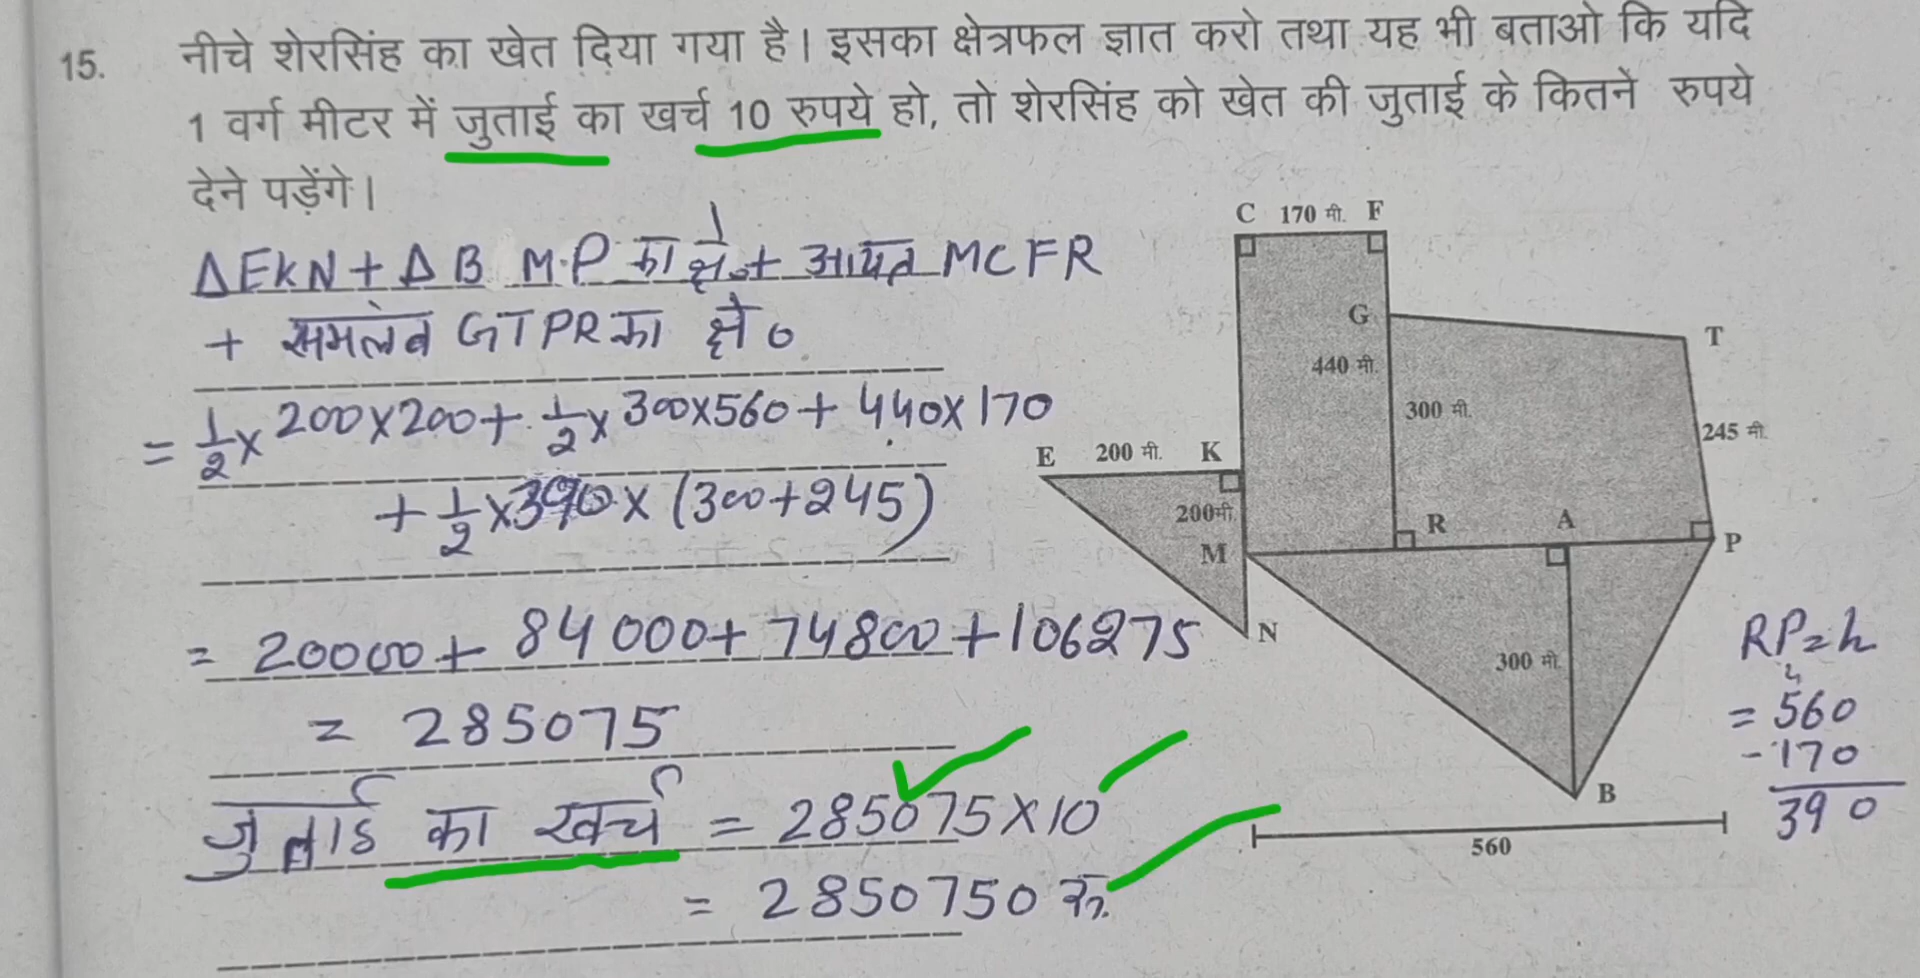 15. नीचे शेरसिंह का खेत दिया गया है। इसका क्षेत्रफल ज्ञात करो तथा यह भी बताओ कि यदि
1 वर्ग मीटर में जुताई का खर्च 10 रुपये हो, तो शेरसिंह को खेत की जुताई के कितने रुपये
देने पड़ेंगे।
ΔEKN + Δ B M.P का क्षे० + आयत MCFR
+ समलंब GTPR का क्षे०
= 1/2 × 200×200 + 1/2 × 300×560 + 440×170
+ 1/2 ×390× (300+245)
= 20000 + 84000 + 74800 + 106275
= 285075
जुताई का खर्च = 285075×10
= 2850750 रू.
C 170 मी. F
G
T
440 मी.
300 मी.
245 मी.
E 200 मी. K
200मी.
M
R
A
P
N
300 मी.
B
560
RP=h
= 560
-170
390